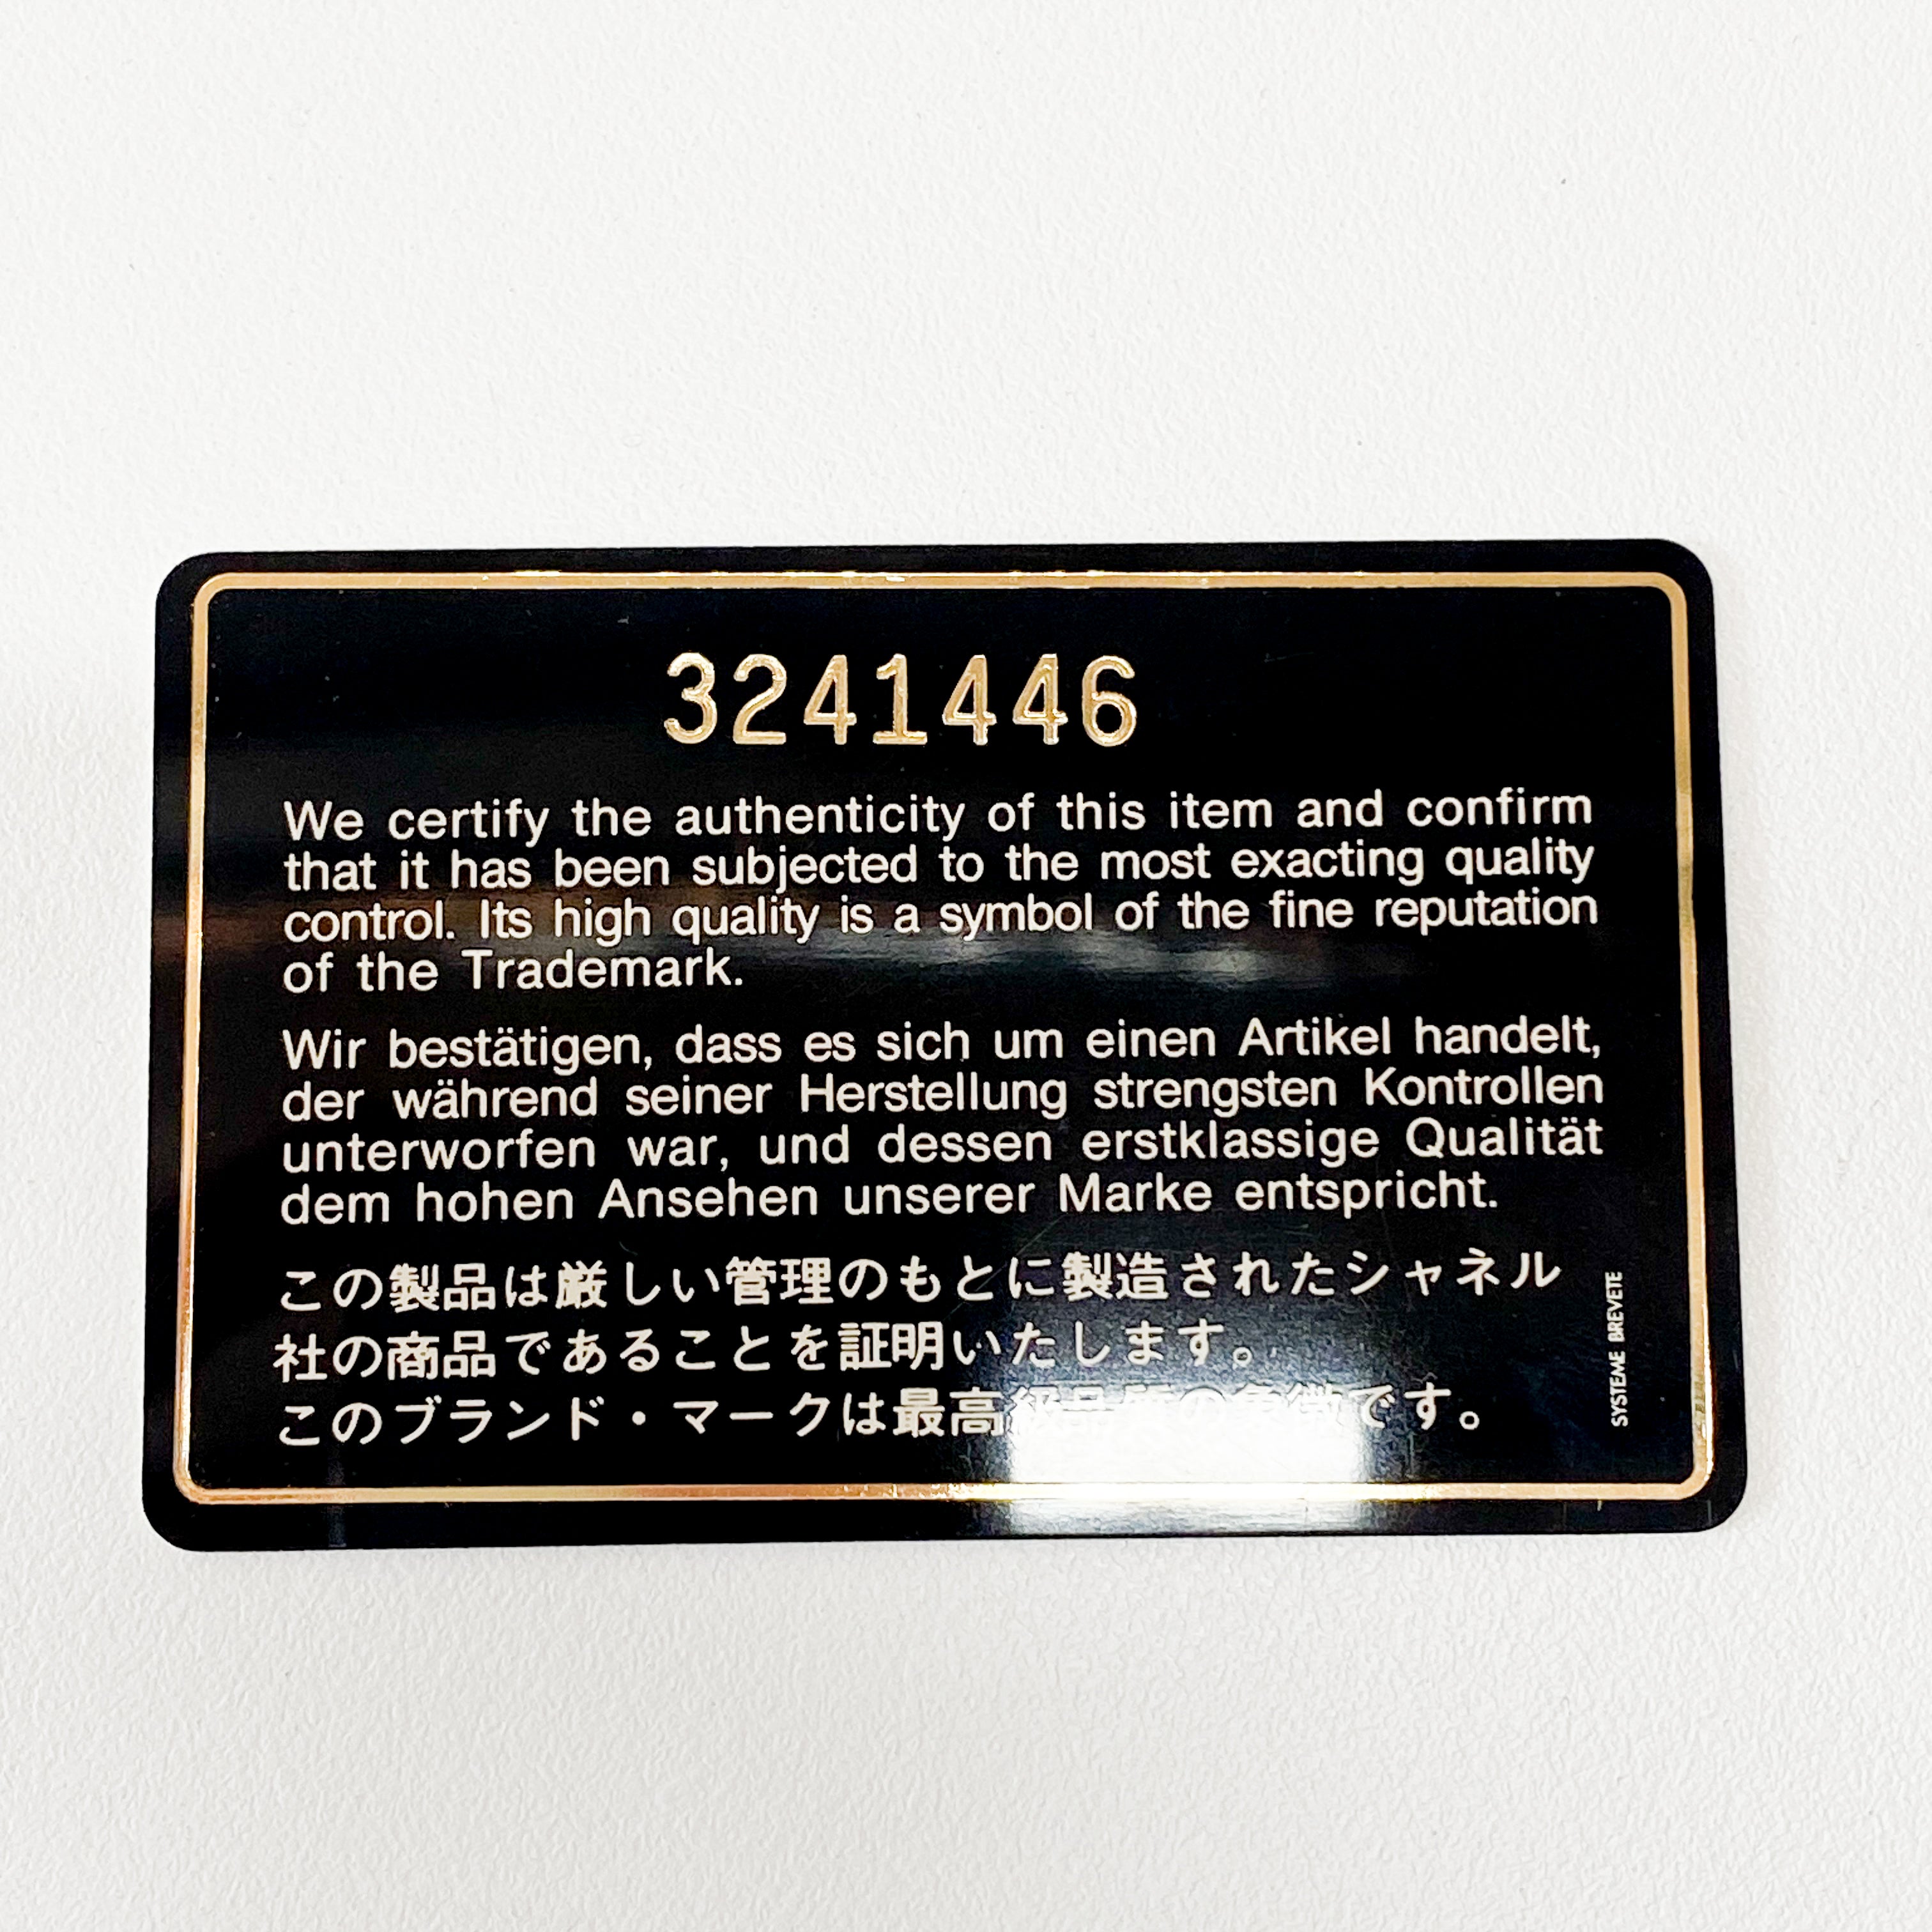 3241446
We certify the authenticity of this item and confirm
that it has been subjected to the most exacting quality
control. Its high quality is a symbol of the fine reputation
of the Trademark.
Wir bestätigen, dass es sich um einen Artikel handelt,
der während seiner Herstellung strengsten Kontrollen
unterworfen war, und dessen erstklassige Qualität
dem hohen Ansehen unserer Marke entspricht.
この製品は厳しい管理のもとに製造されたシャネル
社の商品であることを証明いたします。
このブランド・マークは最高級品質の象徴です。
SYSTEME BREVETE